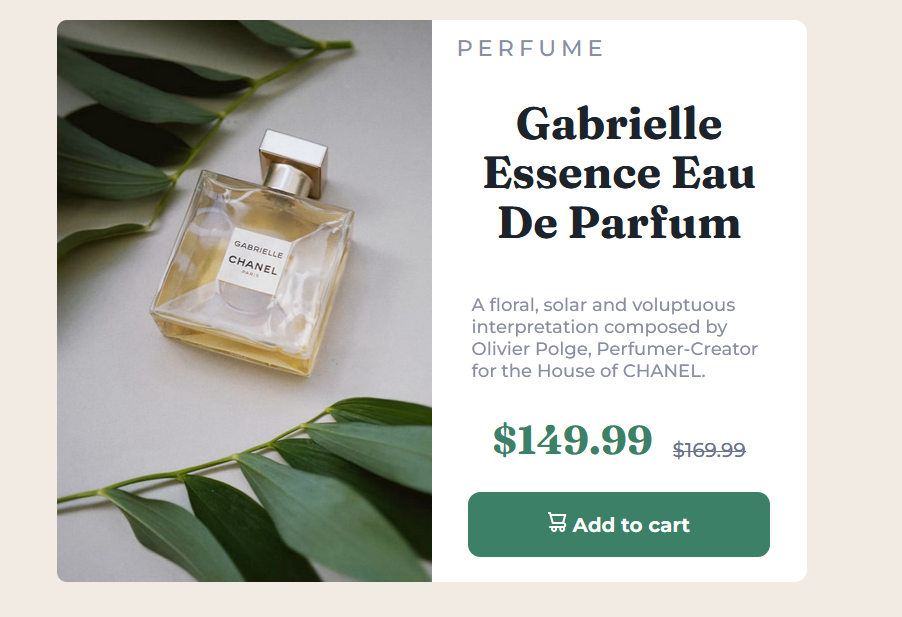 PERFUME
Gabrielle
Essence Eau
De Parfum
GABRIELLE
CHANEL
PARIS
A floral, solar and voluptuous
interpretation composed by
Olivier Polge, Perfumer-Creator
for the House of CHANEL.
$149.99 $169.99
Add to cart